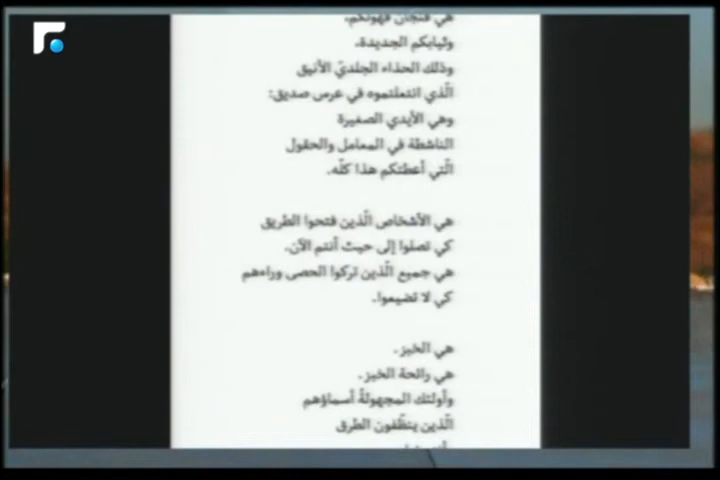 هي فنجان قهوتكم،
وثيابكم الجديدة،
وذلك الحذاء الجلديّ الأنيق
الّذي انتعلتموه في عرس صديق:
وهي الأيدي الصغيرة
الناشطة في المعامل والحقول
الّتي أعطتكم هذا كلّه.
هي الأشخاص الّذين فتحوا الطريق
كي تصلوا إلى حيث أنتم الآن.
هي جميع الّذين تركوا الحصى وراءهم
كي لا تضيعوا.
هي الخبز.
هي رائحة الخبز.
وأولئك المجهولةُ أسماؤهم
الّذين ينظّفون الطرق